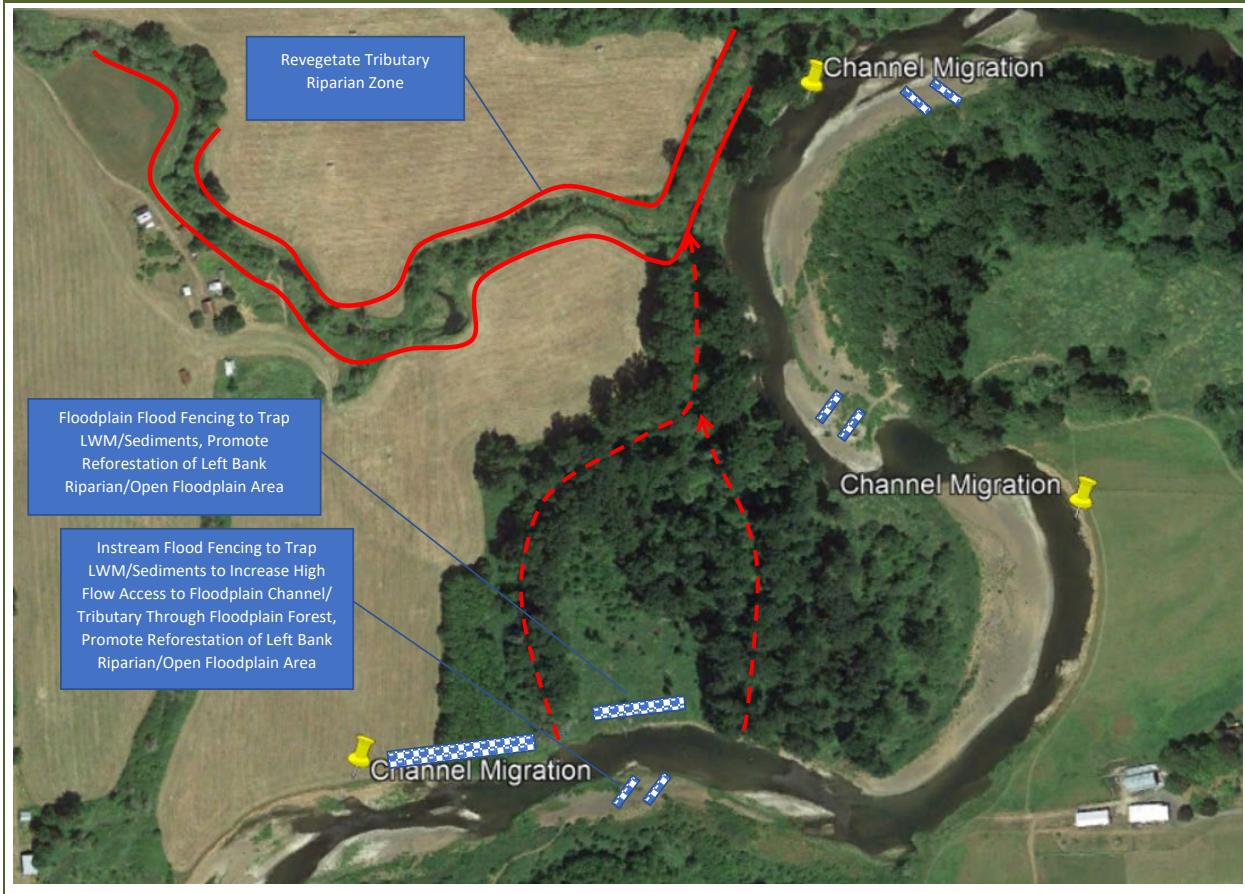 Revegetate Tributary
Riparian Zone
Channel Migration
Floodplain Flood Fencing to Trap
LWM/Sediments, Promote
Reforestation of Left Bank
Riparian/Open Floodplain Area
Channel Migration
Instream Flood Fencing to Trap
LWM/Sediments to Increase High
Flow Access to Floodplain Channel/
Tributary Through Floodplain Forest,
Promote Reforestation of Left Bank
Riparian/Open Floodplain Area
Channel Migration